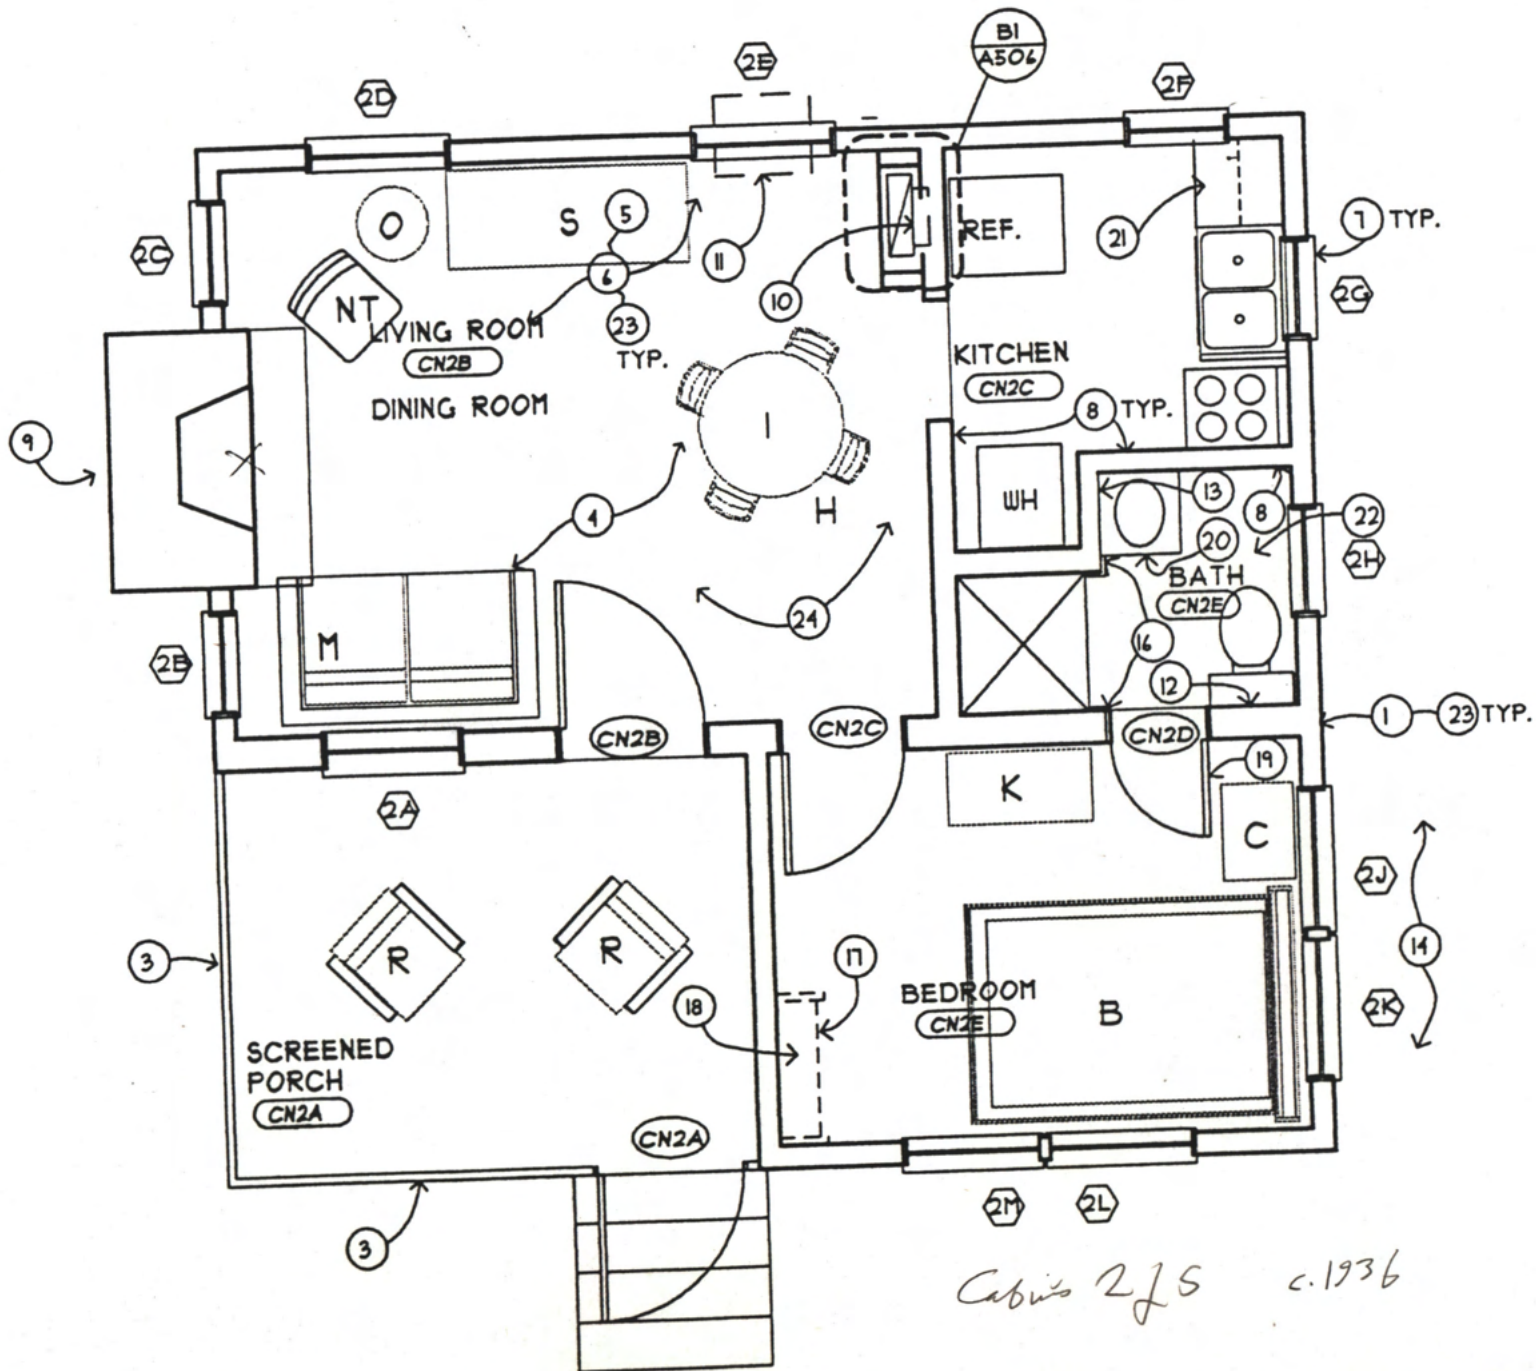 B1
A506
2E
2D
2F
O
S
5
7 TYP.
2C
6
11
REF.
21
NT
10
2G
LIVING ROOM
23
TYP.
CN2B
KITCHEN
CN2C
DINING ROOM
8 TYP.
I
9
13
WH
8
22
4
H
20
2H
BATH
CN2E
24
M
16
2B
12
1 23 TYP.
CN2B
CN2C
CN2D
19
K
2A
C
2J
R
R
3
17
14
BEDROOM
CN2E
B
2K
18
SCREENED
PORCH
CN2A
CN2A
2M
2L
3
Cabins 2
c. 1936